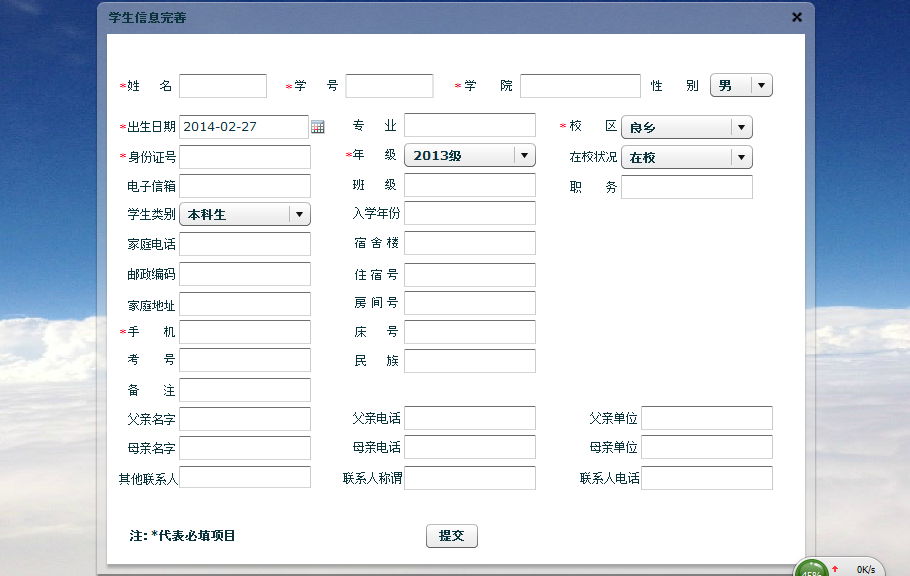 学生信息完善
*姓 名 *学 号 *学 院 性 别 男
*出生日期 2014-02-27 专 业 *校 区 良乡
*身份证号 *年 级 2013级 在校状况 在校
电子信箱 班 级 职 务
学生类别 本科生 入学年份
家庭电话 宿 舍 楼
邮政编码 住 宿 号
家庭地址 房 间 号
*手 机 床 号
考 号 民 族
备 注
父亲名字 父亲电话 父亲单位
母亲名字 母亲电话 母亲单位
其他联系人 联系人称谓 联系人电话
注: *代表必填项目 提交
45% 0K/s